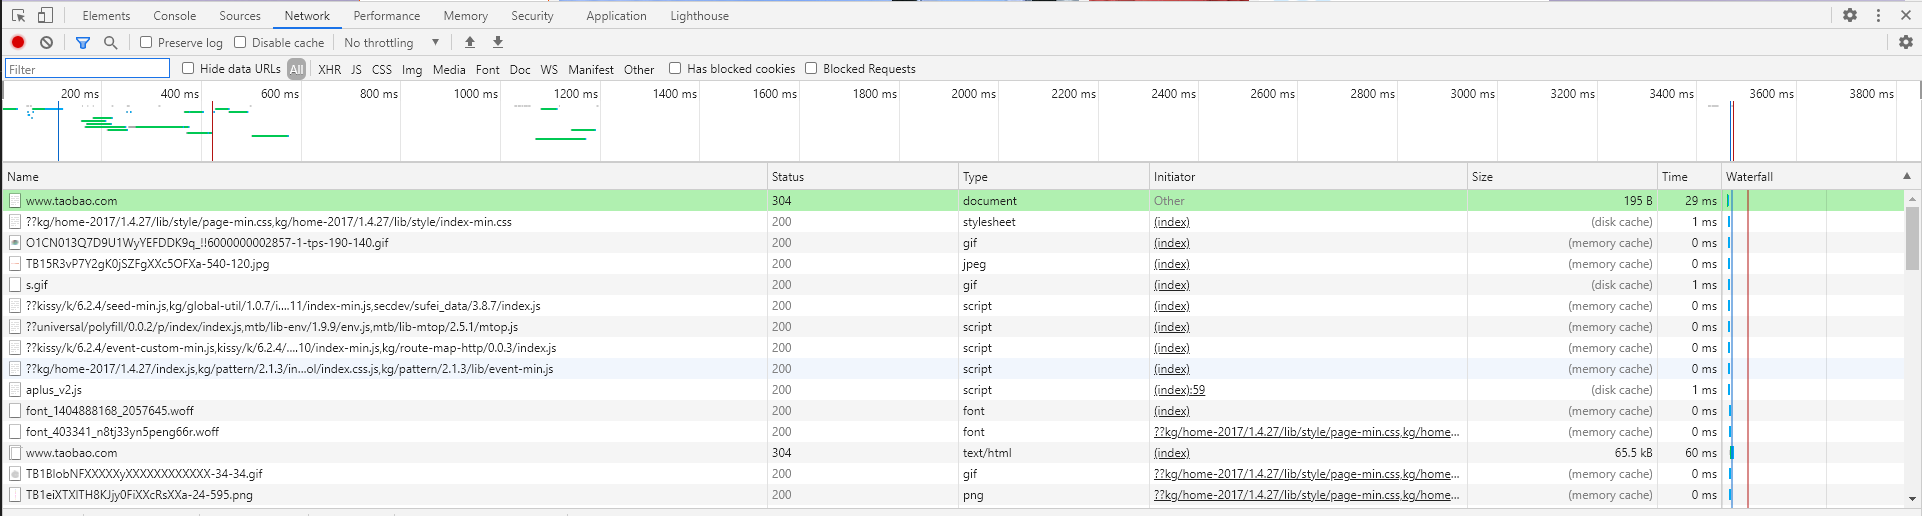 Elements Console Sources Network Performance Memory Security Application Lighthouse
Preserve log Disable cache No throttling
Filter Hide data URLs All XHR JS CSS Img Media Font Doc WS Manifest Other Has blocked cookies Blocked Requests
200 ms 400 ms 600 ms 800 ms 1000 ms 1200 ms 1400 ms 1600 ms 1800 ms 2000 ms 2200 ms 2400 ms 2600 ms 2800 ms 3000 ms 3200 ms 3400 ms 3600 ms 3800 ms
Name Status Type Initiator Size Time Waterfall
www.taobao.com 304 document Other 195 B 29 ms
??kg/home-2017/1.4.27/lib/style/page-min.css,kg/home-2017/1.4.27/lib/style/index-min.css 200 stylesheet (index) (disk cache) 1 ms
O1CN013Q7D9U1WyYEFDDK9q_!!6000000002857-1-tps-190-140.gif 200 gif (index) (memory cache) 0 ms
TB15R3vP7Y2gK0jSZFgXXc5OFXa-540-120.jpg 200 jpeg (index) (memory cache) 0 ms
s.gif 200 gif (index) (disk cache) 1 ms
??kissy/k/6.2.4/seed-min.js,kg/global-util/1.0.7/i....11/index-min.js,secdev/sufei_data/3.8.7/index.js 200 script (index) (memory cache) 0 ms
??universal/polyfill/0.0.2/p/index/index.js,mtb/lib-env/1.9.9/env.js,mtb/lib-mtop/2.5.1/mtop.js 200 script (index) (memory cache) 0 ms
??kissy/k/6.2.4/event-custom-min.js,kissy/k/6.2.4/....10/index-min.js,kg/route-map-http/0.0.3/index.js 200 script (index) (memory cache) 0 ms
??kg/home-2017/1.4.27/index.js,kg/pattern/2.1.3/in...ol/index.css.js,kg/pattern/2.1.3/lib/event-min.js 200 script (index) (memory cache) 0 ms
aplus_v2.js 200 script (index):59 (disk cache) 1 ms
font_1404888168_2057645.woff 200 font (index) (memory cache) 0 ms
font_403341_n8tj33yn5peng66r.woff 200 font ??kg/home-2017/1.4.27/lib/style/page-min.css,kg/home... (memory cache) 0 ms
www.taobao.com 304 text/html (index) 65.5 kB 60 ms
TB1BlobNFXXXXXyXXXXXXXXXXXX-34-34.gif 200 gif ??kg/home-2017/1.4.27/lib/style/page-min.css,kg/home... (memory cache) 0 ms
TB1eiXTXlTH8KJjy0FiXXcRsXXa-24-595.png 200 png ??kg/home-2017/1.4.27/lib/style/page-min.css,kg/home... (memory cache) 0 ms